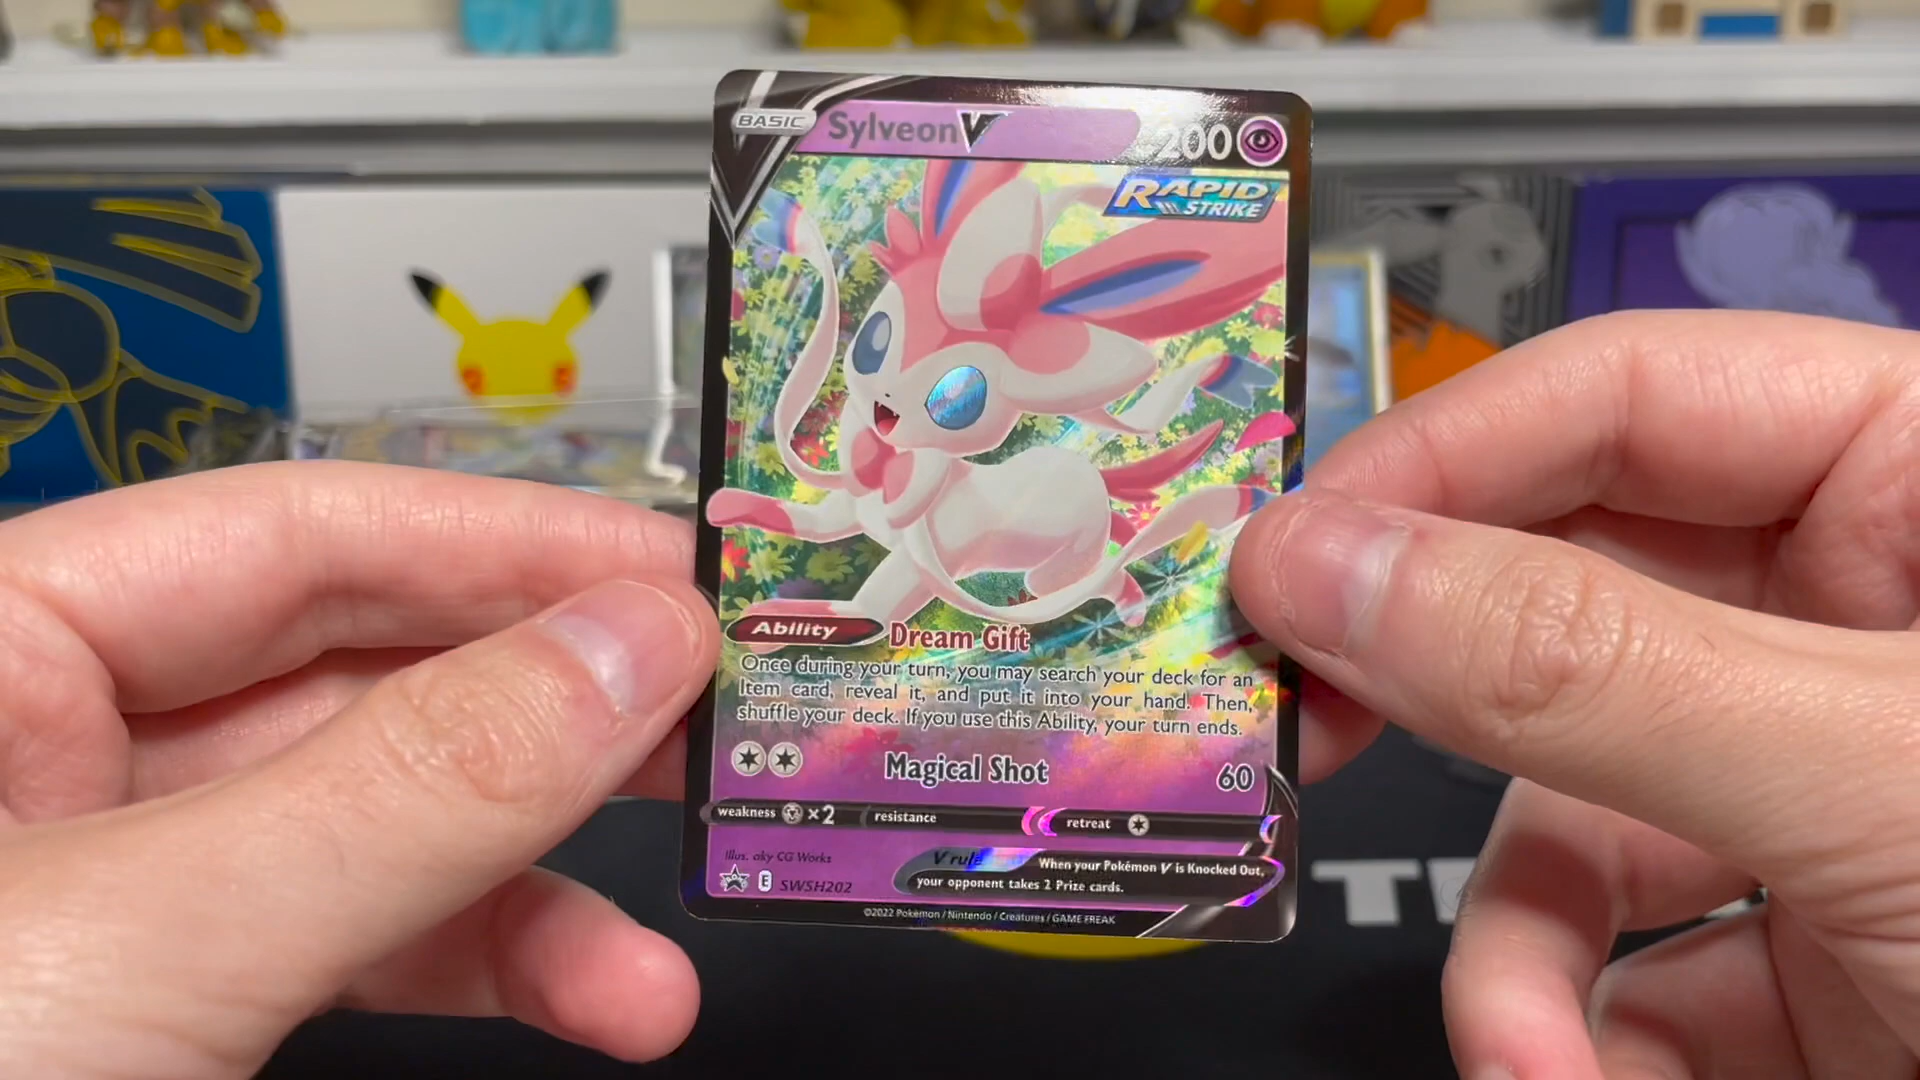 BASIC
Sylveon V
200
RAPID
STRIKE
Ability
Dream Gift
Once during your turn, you may search your deck for an
Item card, reveal it, and put it into your hand. Then,
shuffle your deck. If you use this Ability, your turn ends.
Magical Shot 60
weakness ×2 resistance retreat
Illus. aky CG Works
V rule When your Pokémon V is Knocked Out,
your opponent takes 2 Prize cards.
E SWSH202
©2022 Pokémon / Nintendo / Creatures / GAME FREAK